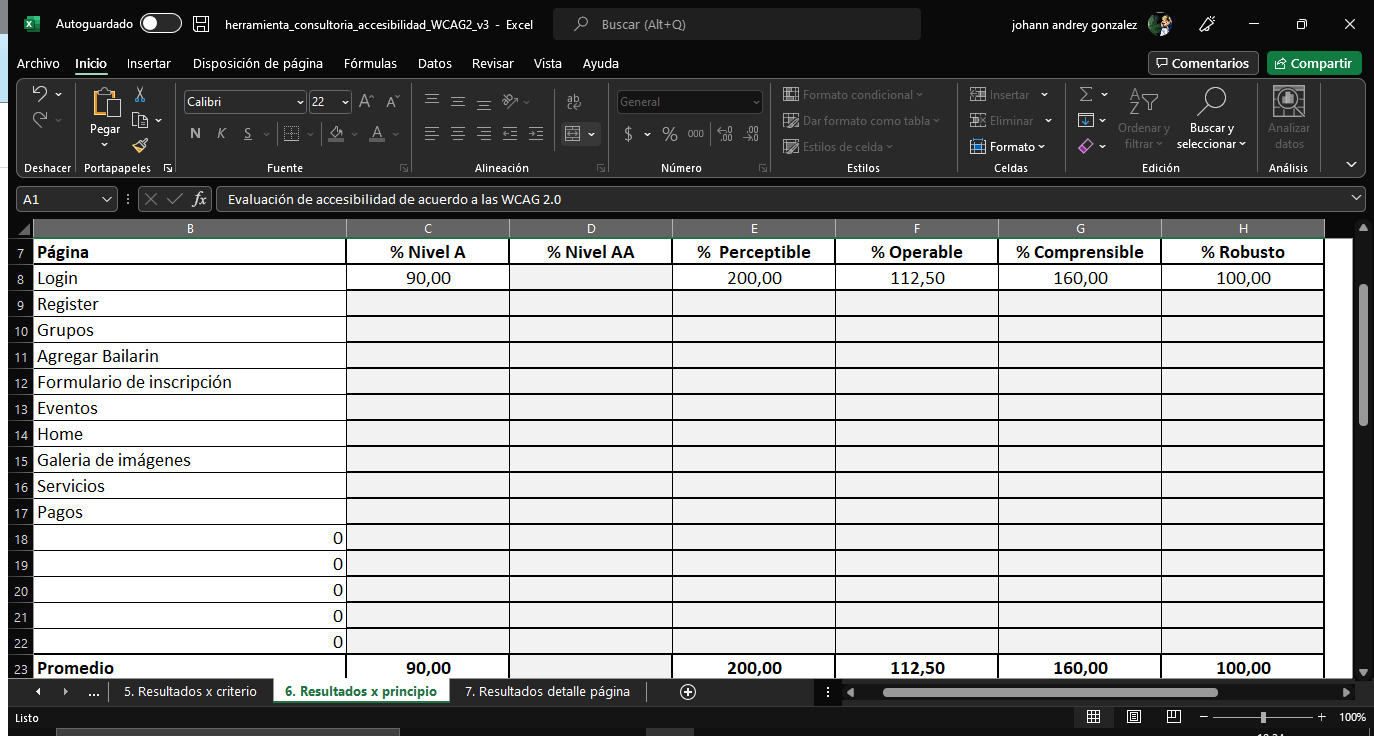 Autoguardado herramienta_consultoria_accesibilidad_WCAG2_v3 - Excel Buscar (Alt+Q) johann andrey gonzalez
Archivo Inicio Insertar Disposición de página Fórmulas Datos Revisar Vista Ayuda Comentarios Compartir
Calibri 22 General Formato condicional Insertar
Pegar Dar formato como tabla Eliminar Ordenar y filtrar Buscar y seleccionar Analizar datos
N K S $ % 000 Estilos de celda Formato
Deshacer Portapapeles Fuente Alineación Número Estilos Celdas Edición Análisis
A1 fx Evaluación de accesibilidad de acuerdo a las WCAG 2.0
B C D E F G H
7 Página % Nivel A % Nivel AA % Perceptible % Operable % Comprensible % Robusto
8 Login 90,00 200,00 112,50 160,00 100,00
9 Register
10 Grupos
11 Agregar Bailarin
12 Formulario de inscripción
13 Eventos
14 Home
15 Galeria de imágenes
16 Servicios
17 Pagos
18 0
19 0
20 0
21 0
22 0
23 Promedio 90,00 200,00 112,50 160,00 100,00
... 5. Resultados x criterio 6. Resultados x principio 7. Resultados detalle página
Listo 100%